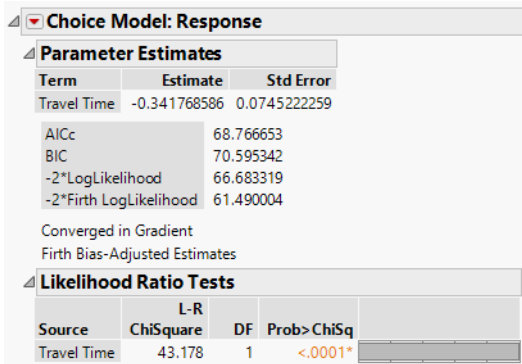 Choice Model: Response
Parameter Estimates
Term Estimate Std Error
Travel Time -0.341768586 0.0745222259
AICc 68.766653
BIC 70.595342
-2*LogLikelihood 66.683319
-2*Firth LogLikelihood 61.490004
Converged in Gradient
Firth Bias-Adjusted Estimates
Likelihood Ratio Tests
L-R
Source ChiSquare DF Prob>ChiSq
Travel Time 43.178 1 <.0001*